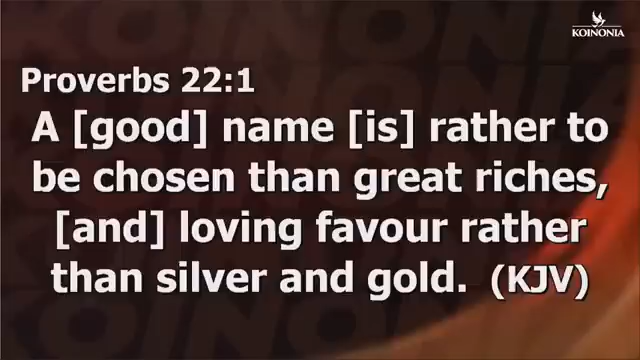 KOINONIA
Proverbs 22:1
A [good] name [is] rather to
be chosen than great riches,
[and] loving favour rather
than silver and gold. (KJV)